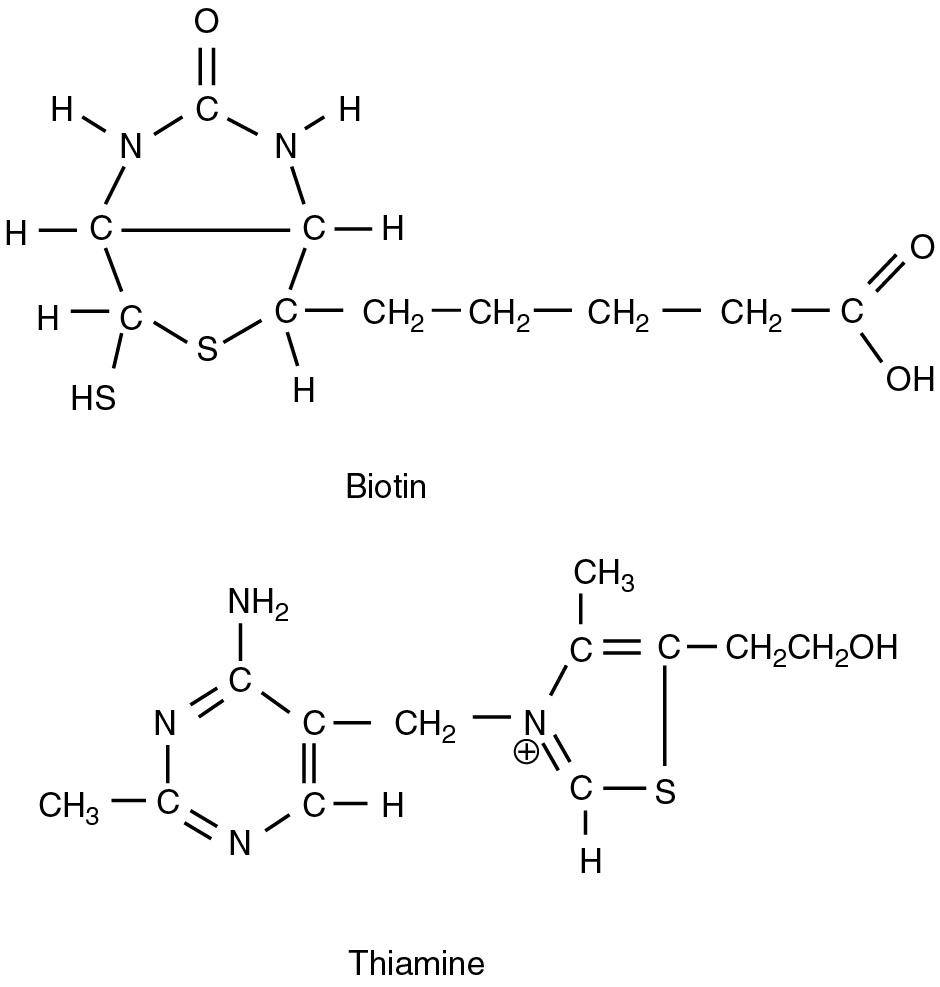 O
H C H
N N
H C C H
O
H C S C CH₂ CH₂ CH₂ CH₂ C
HS H OH
Biotin
CH₃
NH₂
C C CH₂CH₂OH
C
N C CH₂ N
⊕
CH₃ C C H C S
N
H
Thiamine